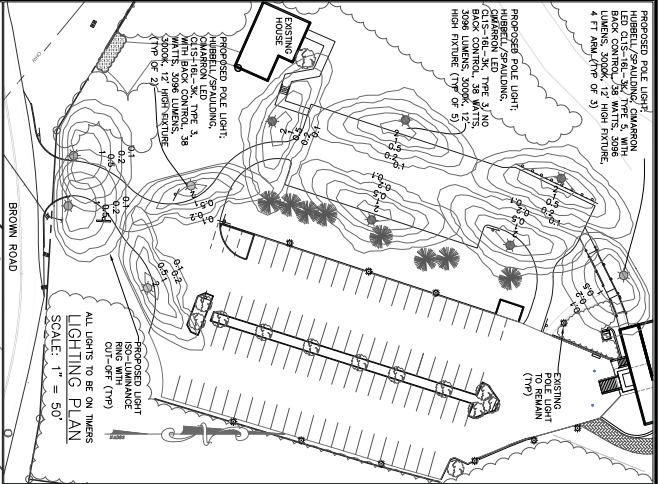 PROPOSED POLE LIGHT;
HUBBELL/SPAULDING, CIMARRON
LED CL1S-16L-3K, TYPE 5, WITH
BACK CONTROL, 38 WATTS, 3096
LUMENS, 3000K, 12' HIGH FIXTURE,
4 FT ARM, (TYP OF 3)
PROPOSED POLE LIGHT;
HUBBELL/SPAULDING,
CIMARRON LED
CL1S-16L-3K, TYPE 3, NO
BACK CONTROL, 38 WATTS,
3096 LUMENS, 3000K, 12'
HIGH FIXTURE (TYP OF 5)
EXISTING
HOUSE
PROPOSED POLE LIGHT;
HUBBELL/SPAULDING,
CIMARRON LED
CL1S-16L-3K, TYPE 3,
WITH BACK CONTROL, 38
WATTS, 3096 LUMENS,
3000K, 12' HIGH FIXTURE
(TYP OF 2)
EXISTING
POLE LIGHT
TO REMAIN
(TYP)
PROPOSED LIGHT
ISO-LUMINANCE
RING WITH
CUT-OFF (TYP)
BROWN ROAD
ALL LIGHTS TO BE ON TIMERS
LIGHTING PLAN
SCALE: 1" = 50'